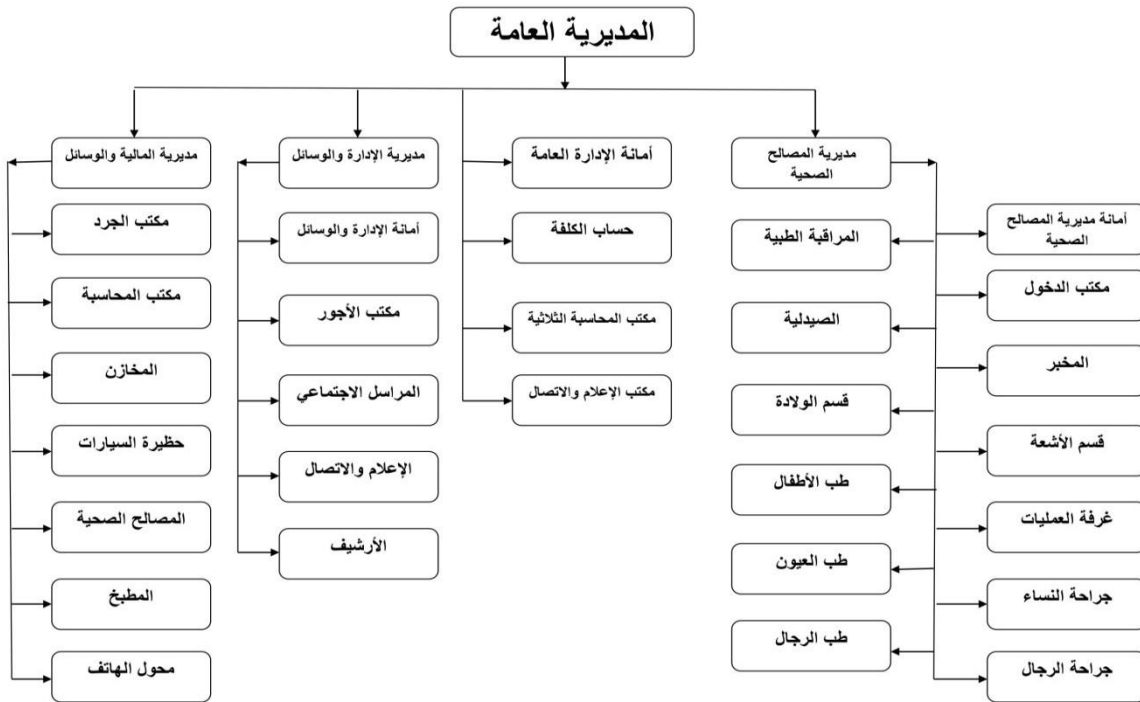 المديرية العامة
مديرية المصالح
الصحية
أمانة الإدارة العامة
مديرية الإدارة والوسائل
مديرية المالية والوسائل
أمانة مديرية المصالح
الصحية
مكتب الدخول
المخبر
قسم الأشعة
غرفة العمليات
جراحة النساء
جراحة الرجال
المراقبة الطبية
الصيدلية
قسم الولادة
طب الأطفال
طب العيون
طب الرجال
حساب الكلفة
مكتب المحاسبة الثلاثية
مكتب الإعلام والاتصال
أمانة الإدارة والوسائل
مكتب الأجور
المراسل الاجتماعي
الإعلام والاتصال
الأرشيف
مكتب الجرد
مكتب المحاسبة
المخازن
حظيرة السيارات
المصالح الصحية
المطبخ
محول الهاتف